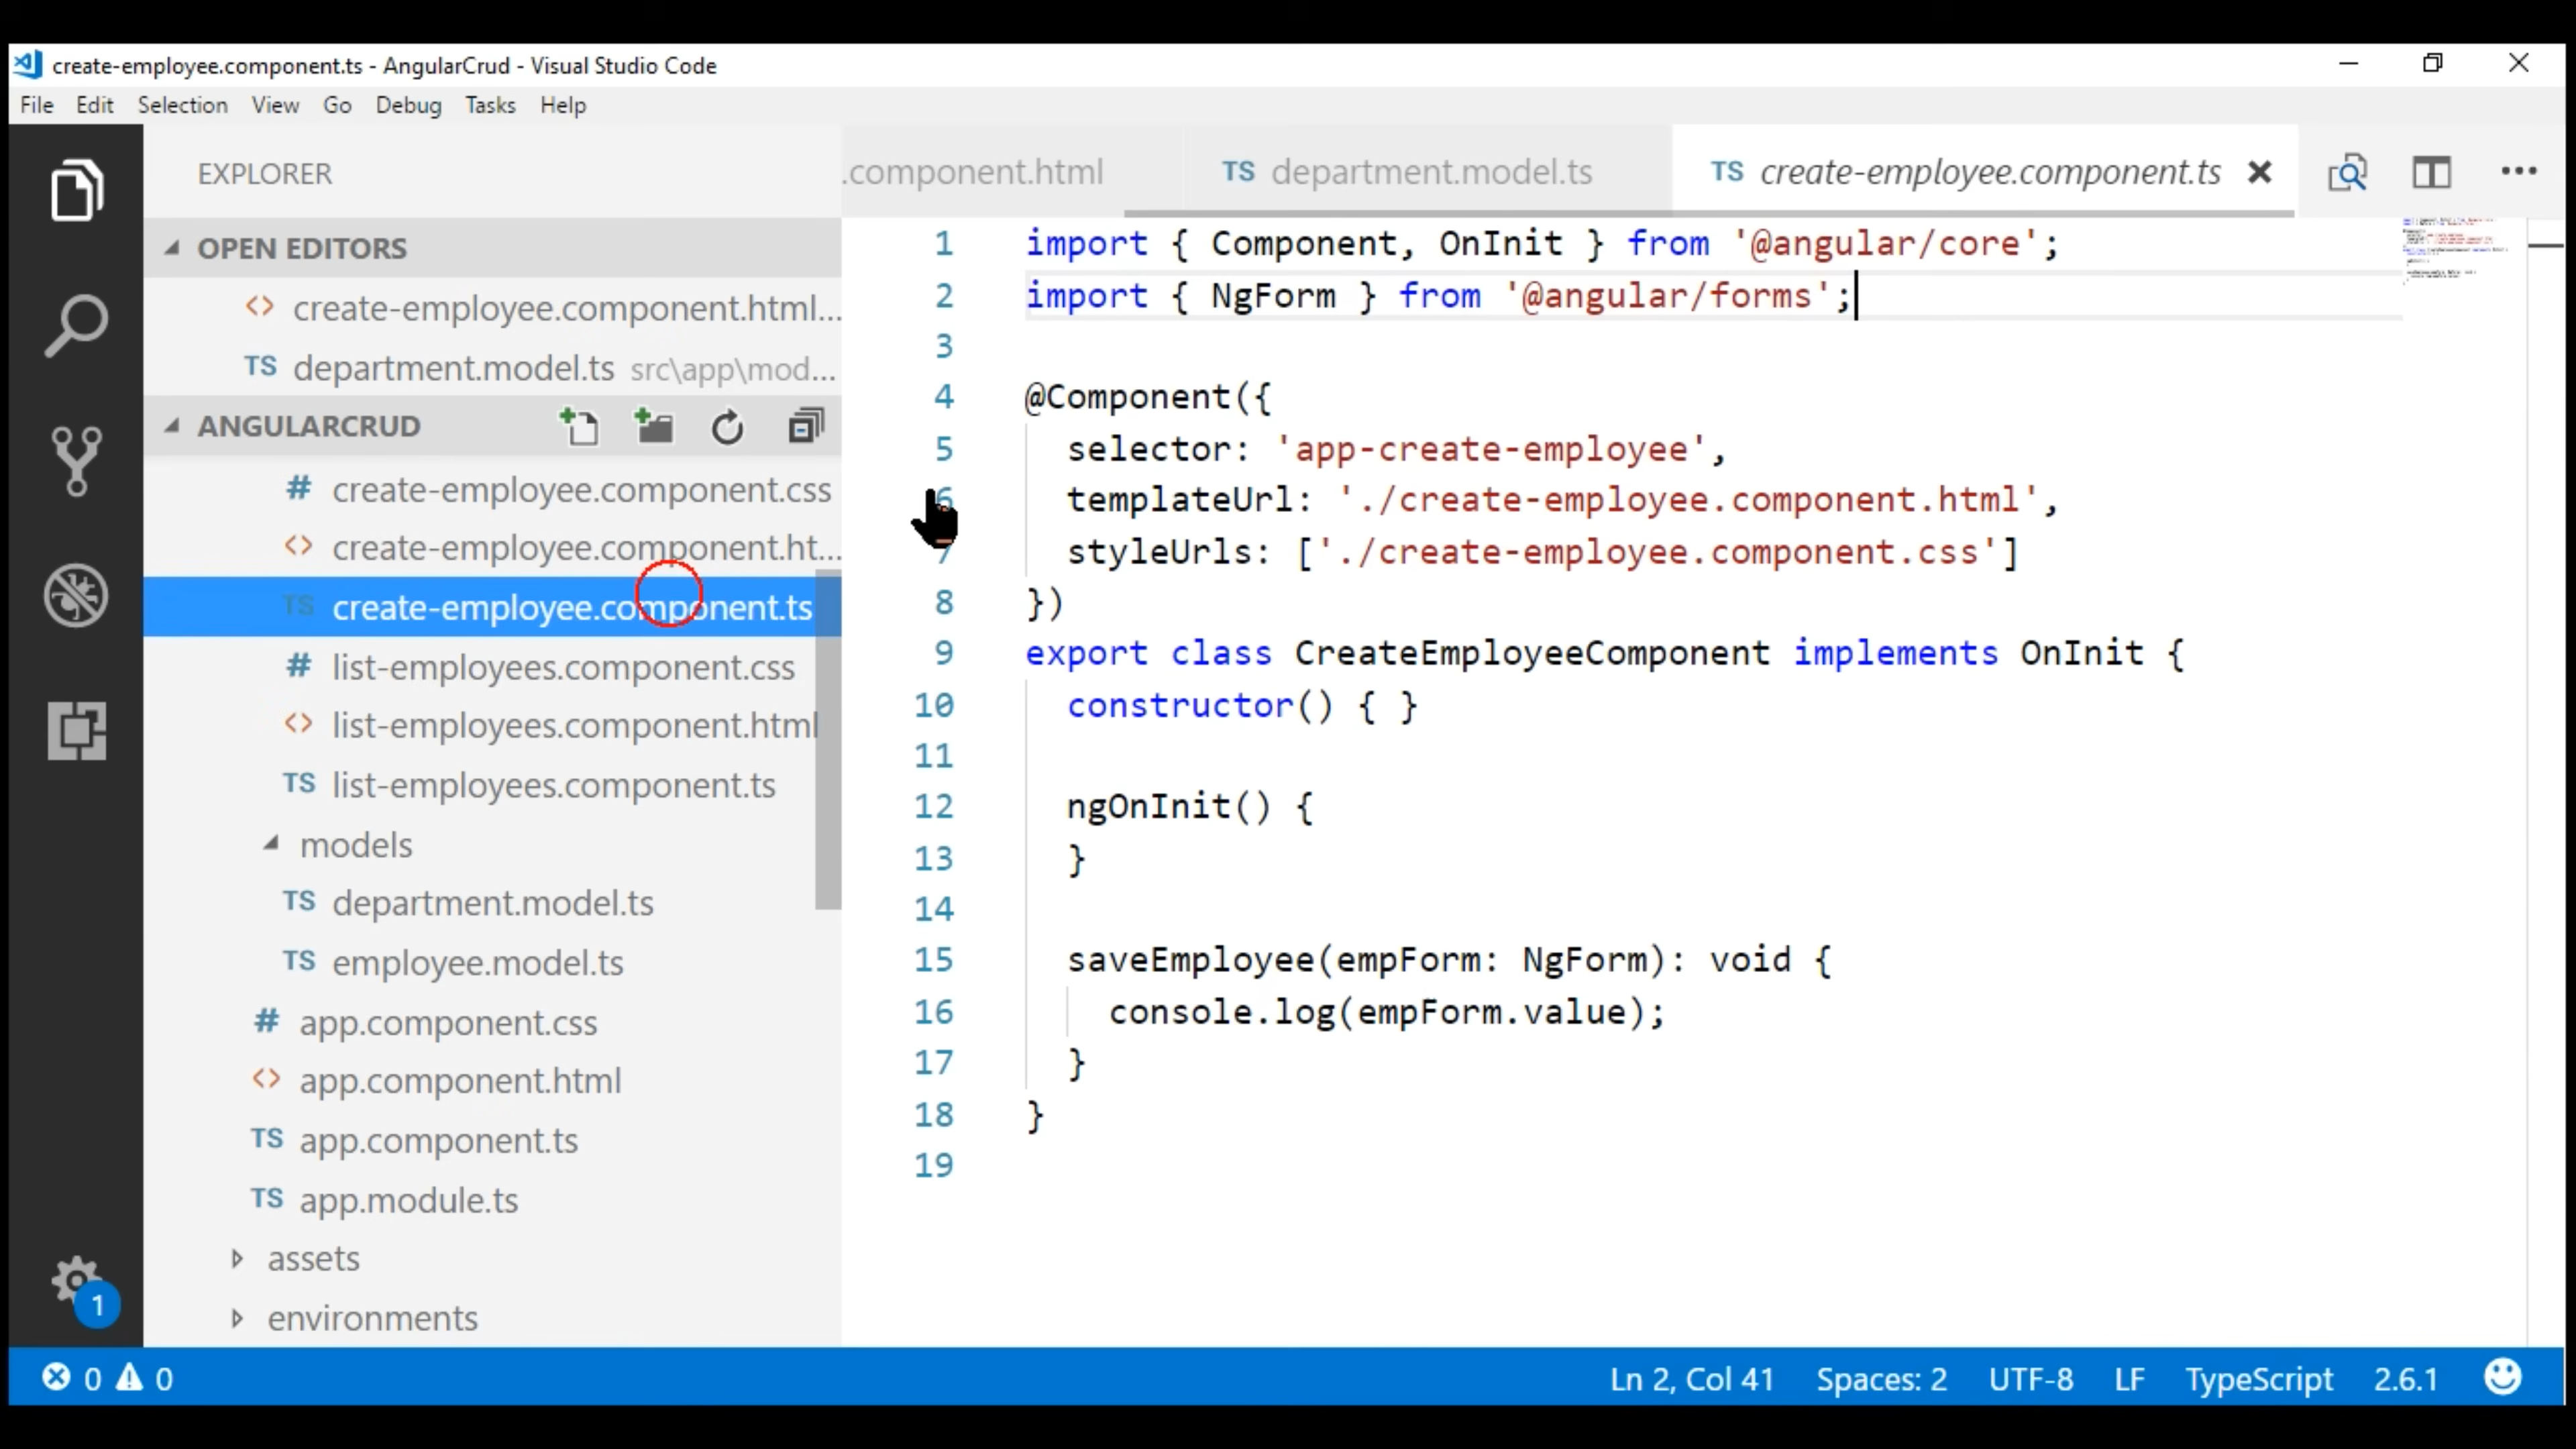 create-employee.component.ts - AngularCrud - Visual Studio Code
File Edit Selection View Go Debug Tasks Help
EXPLORER
OPEN EDITORS
<> create-employee.component.html...
TS department.model.ts src\app\mod...
ANGULARCRUD
# create-employee.component.css
<> create-employee.component.ht...
TS create-employee.component.ts
# list-employees.component.css
<> list-employees.component.html
TS list-employees.component.ts
models
TS department.model.ts
TS employee.model.ts
# app.component.css
<> app.component.html
TS app.component.ts
TS app.module.ts
assets
environments
1
.component.html TS department.model.ts TS create-employee.component.ts
1 import { Component, OnInit } from '@angular/core';
2 import { NgForm } from '@angular/forms';
3
4 @Component({
5 selector: 'app-create-employee',
6 templateUrl: './create-employee.component.html',
7 styleUrls: ['./create-employee.component.css']
8 })
9 export class CreateEmployeeComponent implements OnInit {
10 constructor() { }
11
12 ngOnInit() {
13 }
14
15 saveEmployee(empForm: NgForm): void {
16 console.log(empForm.value);
17 }
18 }
19
0 0 Ln 2, Col 41 Spaces: 2 UTF-8 LF TypeScript 2.6.1